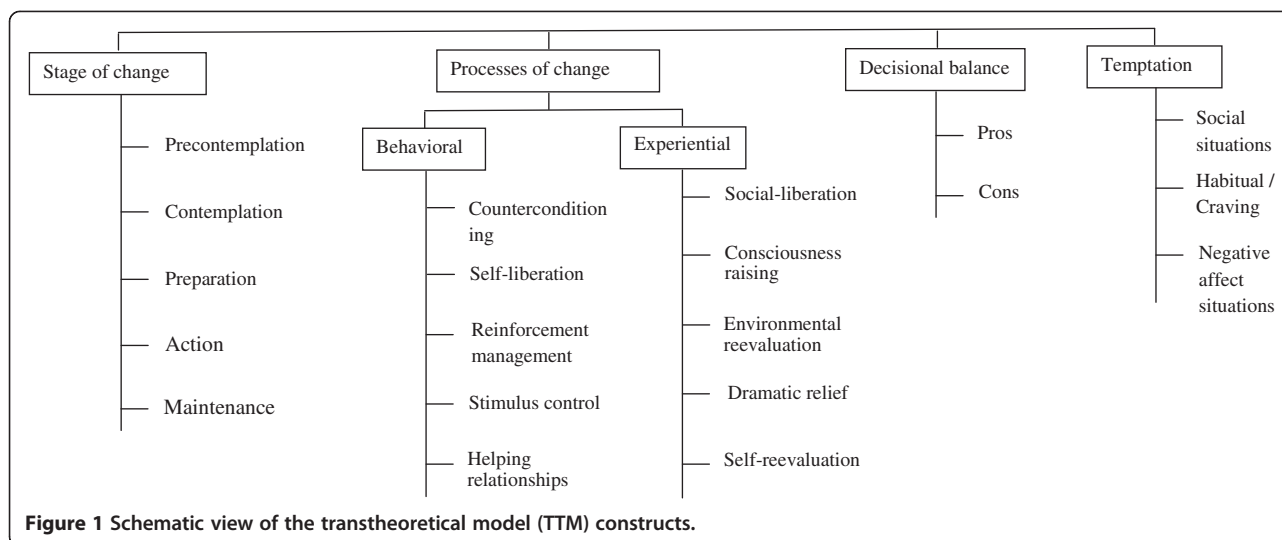 Stage of change
Processes of change
Decisional balance
Temptation
Precontemplation
Contemplation
Preparation
Action
Maintenance
Behavioral
Countercondition
ing
Self-liberation
Reinforcement
management
Stimulus control
Helping
relationships
Experiential
Social-liberation
Consciousness
raising
Environmental
reevaluation
Dramatic relief
Self-reevaluation
Pros
Cons
Social
situations
Habitual /
Craving
Negative
affect
situations
Figure 1 Schematic view of the transtheoretical model (TTM) constructs.